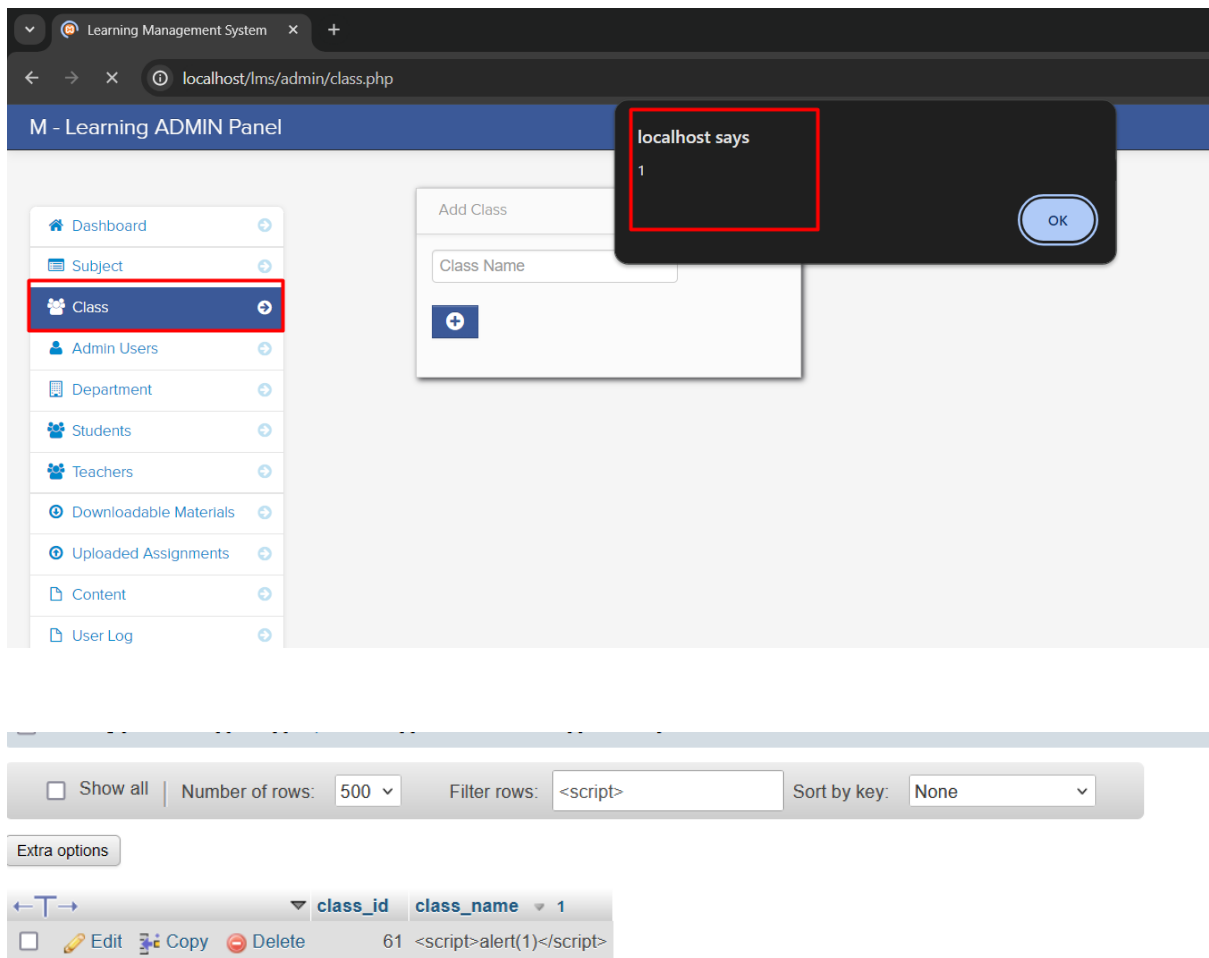 Learning Management System
localhost/lms/admin/class.php
M - Learning ADMIN Panel
localhost says
1
OK
Add Class
Class Name
Dashboard
Subject
Class
Admin Users
Department
Students
Teachers
Downloadable Materials
Uploaded Assignments
Content
User Log
Show all | Number of rows: 500 Filter rows: <script> Sort by key: None
Extra options
←T→ class_id class_name 1
Edit Copy Delete 61 <script>alert(1)</script>